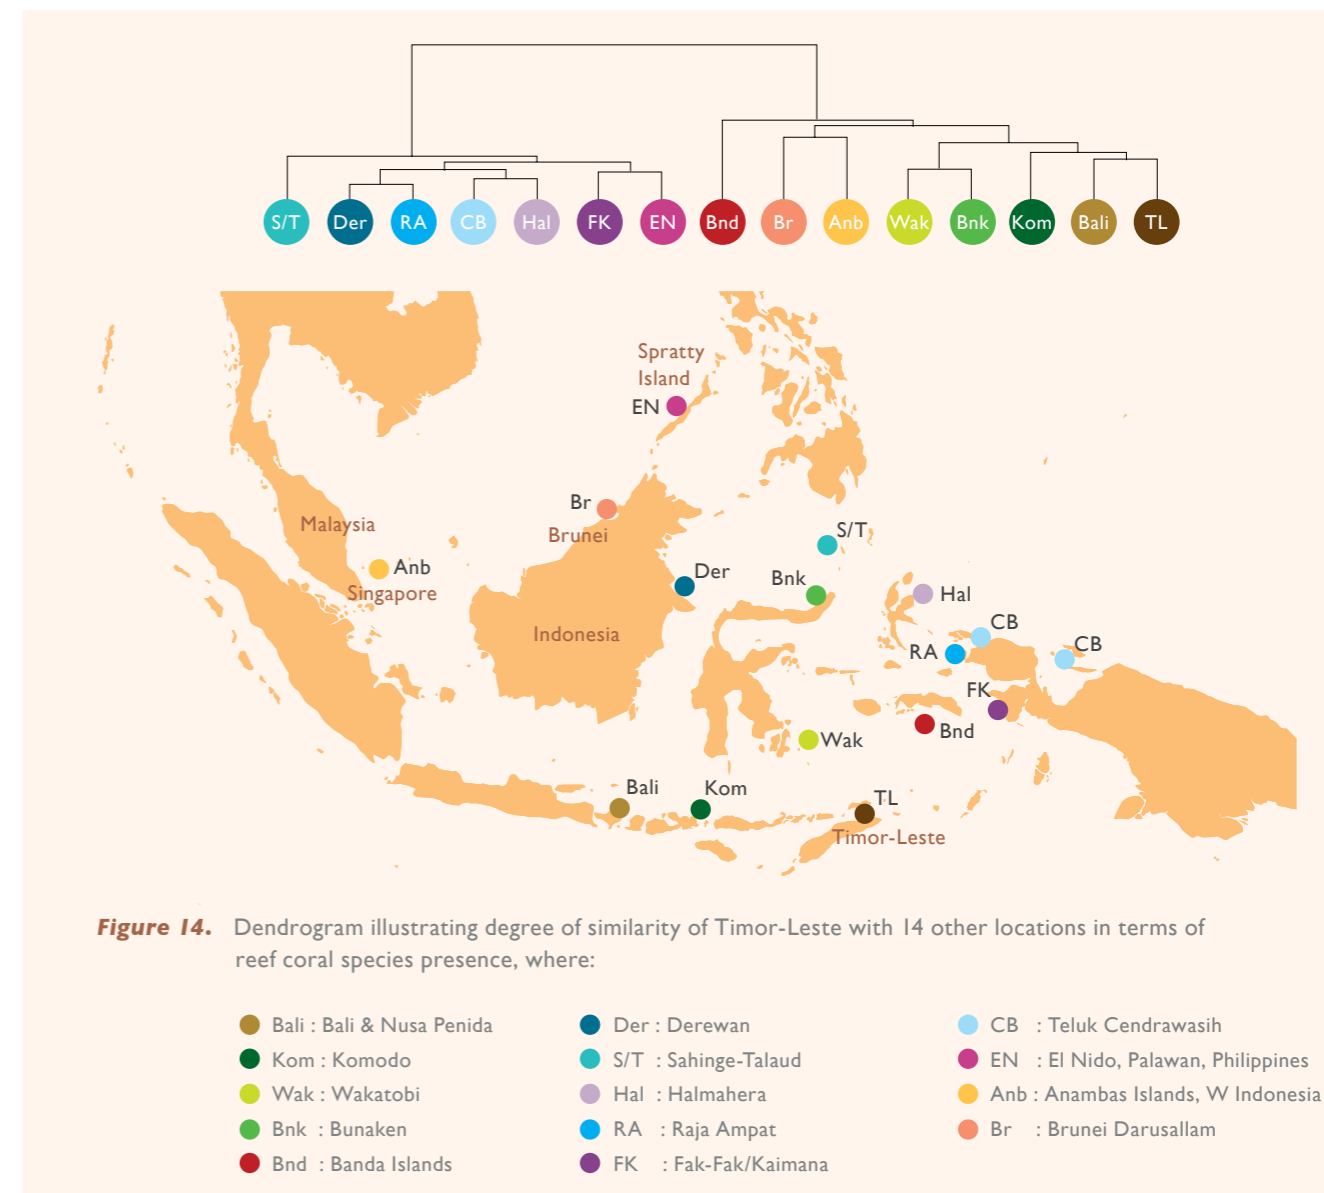 S/T Der RA CB Hal FK EN Bnd Br Anb Wak Bnk Kom Bali TL
Spratty
Island
EN
Br
Brunei
Malaysia
Anb
Singapore
S/T
Der
Bnk
Hal
Indonesia
CB
CB
RA
FK
Bnd
Wak
Bali
Kom
TL
Timor-Leste
Figure 14. Dendrogram illustrating degree of similarity of Timor-Leste with 14 other locations in terms of
reef coral species presence, where:
Bali : Bali & Nusa Penida
Kom : Komodo
Wak : Wakatobi
Bnk : Bunaken
Bnd : Banda Islands
Der : Derewan
S/T : Sahinge-Talaud
Hal : Halmahera
RA : Raja Ampat
FK : Fak-Fak/Kaimana
CB : Teluk Cendrawasih
EN : El Nido, Palawan, Philippines
Anb : Anambas Islands, W Indonesia
Br : Brunei Darusallam